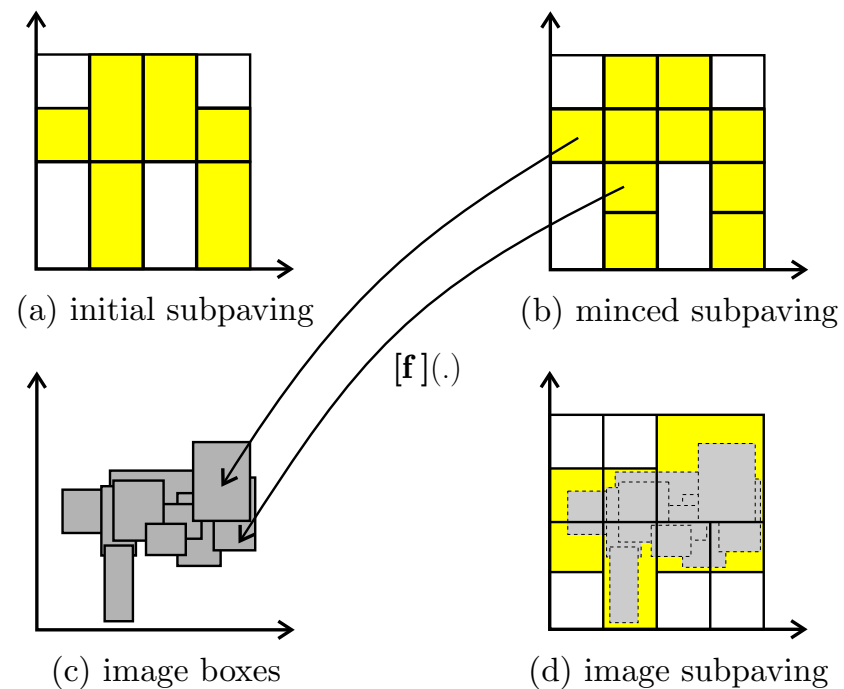 (a) initial subpaving
(b) minced subpaving
[f](.)
(c) image boxes
(d) image subpaving